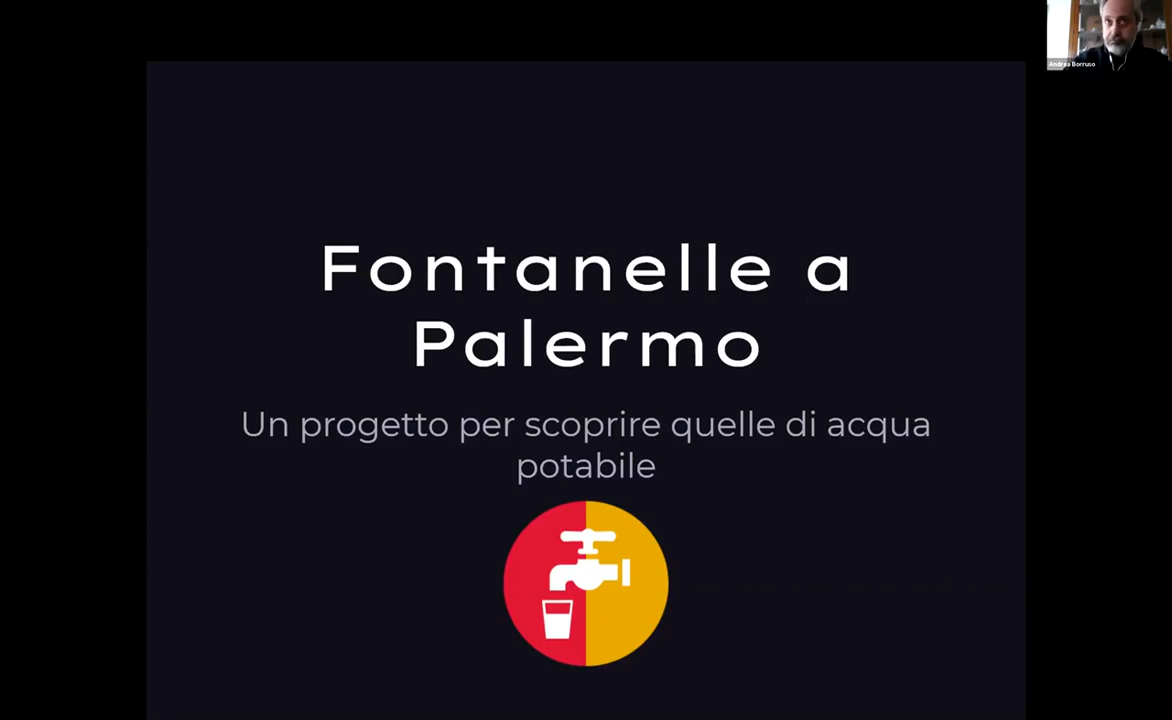 Andrea Borruso
Fontanelle a
Palermo
Un progetto per scoprire quelle di acqua
potabile